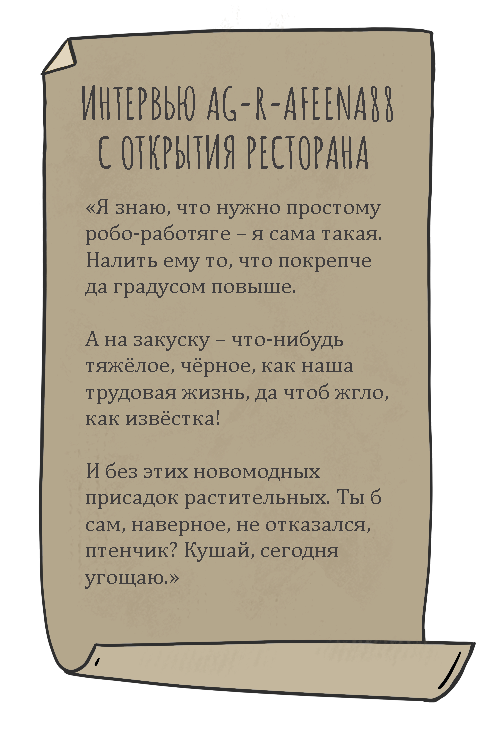 Интервью AG-R-AFEENA88
с открытия ресторана
«Я знаю, что нужно простому
робо-работяге – я сама такая.
Налить ему то, что покрепче
да градусом повыше.
А на закуску – что-нибудь
тяжёлое, чёрное, как наша
трудовая жизнь, да чтоб жгло,
как извёстка!
И без этих новомодных
присадок растительных. Ты б
сам, наверное, не отказался,
птенчик? Кушай, сегодня
угощаю.»